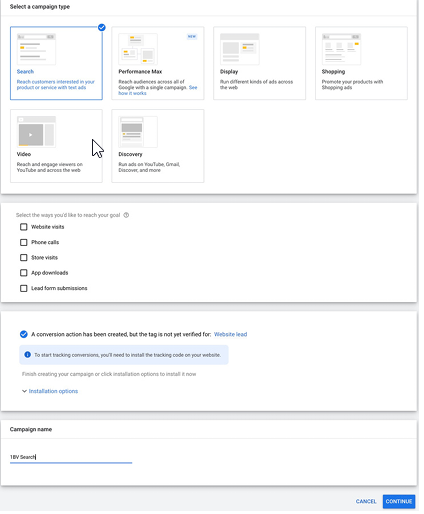 Select a campaign type
Search
Reach customers interested in your
product or service with text ads
NEW
Performance Max
Reach audiences across all of
Google with a single campaign. See
how it works
Display
Run different kinds of ads across
the web
Shopping
Promote your products with
Shopping ads
Video
Reach and engage viewers on
YouTube and across the web
Discovery
Run ads on YouTube, Gmail,
Discover, and more
Select the ways you'd like to reach your goal
Website visits
Phone calls
Store visits
App downloads
Lead form submissions
A conversion action has been created, but the tag is not yet verified for: Website lead
To start tracking conversions, you'll need to install the tracking code on your website.
Finish creating your campaign or click installation options to install it now
Installation options
Campaign name
1BV Search
CANCEL
CONTINUE